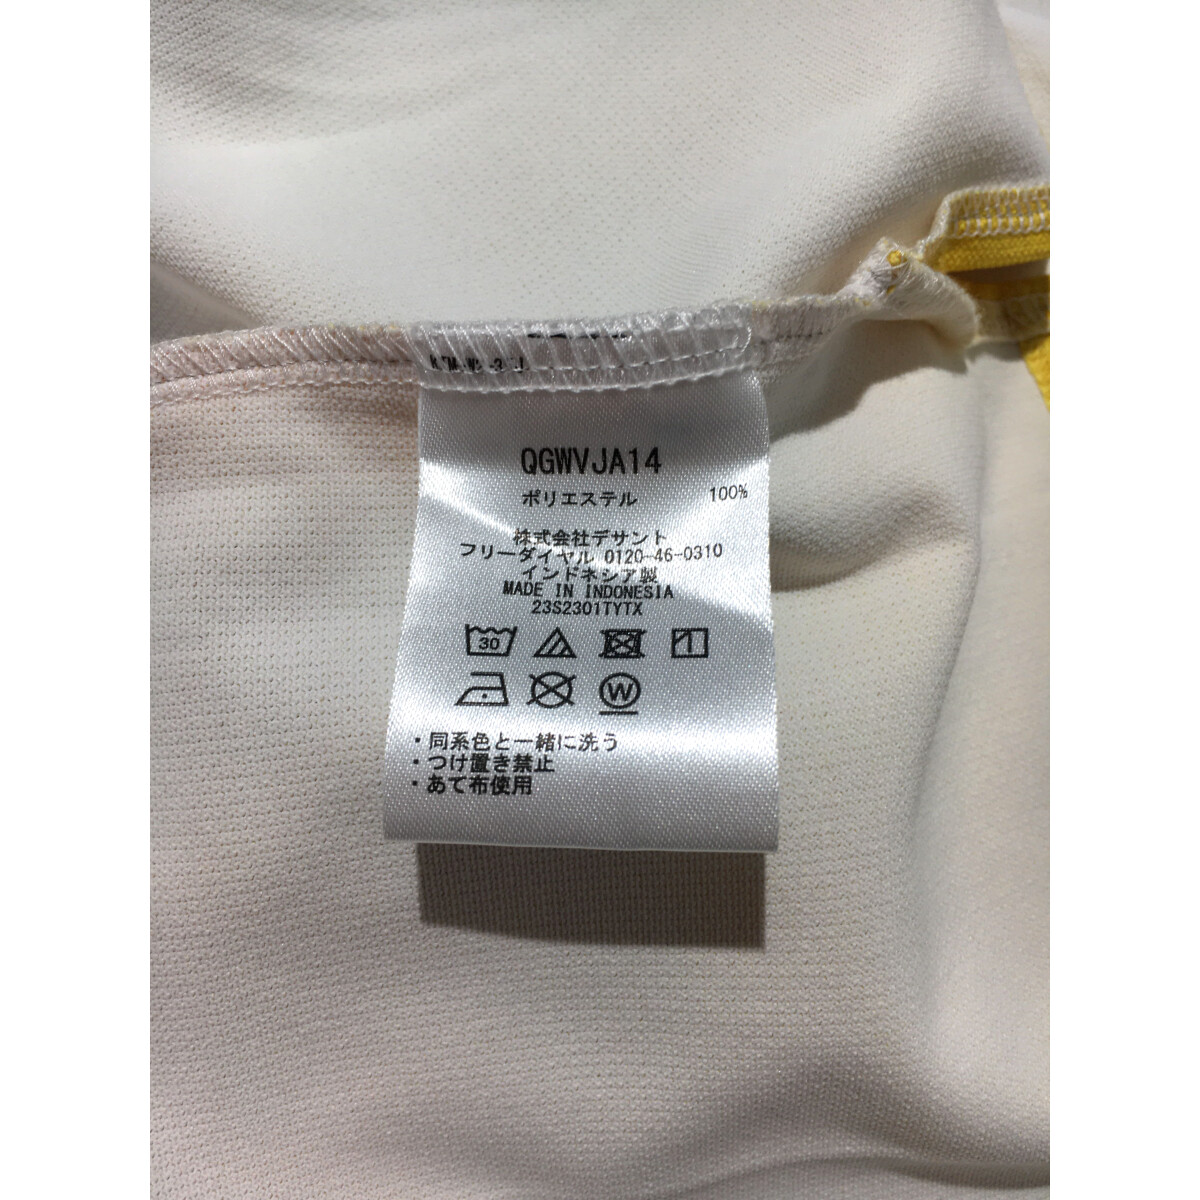 QGWVJA14
ポリエステル 100%
株式会社デサント
フリーダイヤル 0120-46-0310
インドネシア製
MADE IN INDONESIA
23S2301TYTX
30
W
・同系色と一緒に洗う
・つけ置き禁止
・あて布使用